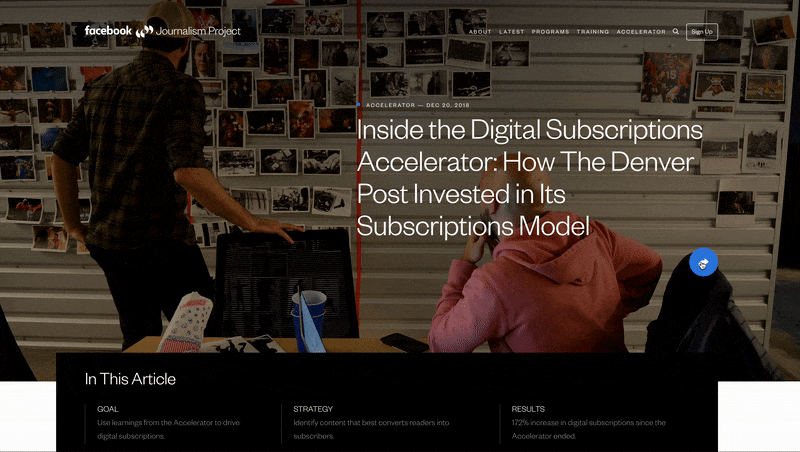 facebook Journalism Project
ABOUT LATEST PROGRAMS TRAINING ACCELERATOR Sign Up
ACCELERATOR — DEC 20, 2018
Inside the Digital Subscriptions
Accelerator: How The Denver
Post Invested in Its
Subscriptions Model
In This Article
GOAL
Use learnings from the Accelerator to drive
digital subscriptions.
STRATEGY
Identify content that best converts readers into
subscribers.
RESULTS
172% increase in digital subscriptions since the
Accelerator ended.